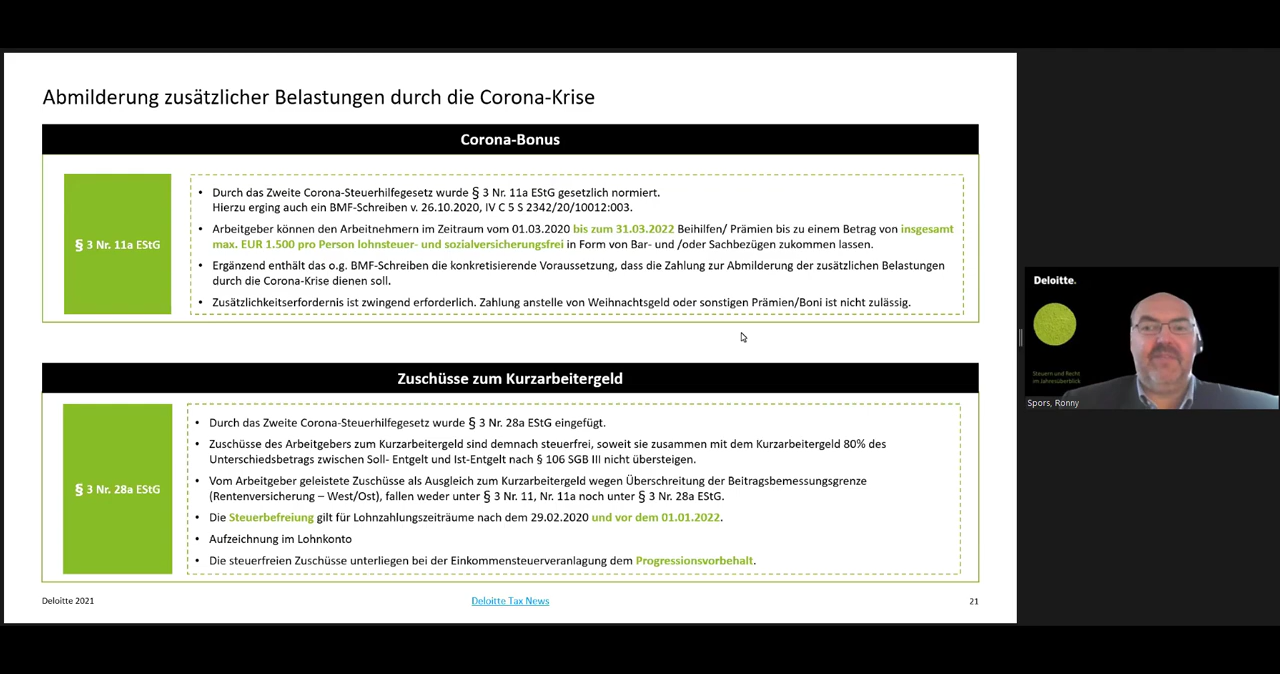 Abmilderung zusätzlicher Belastungen durch die Corona-Krise
Corona-Bonus
§ 3 Nr. 11a EStG
• Durch das Zweite Corona-Steuerhilfegesetz wurde § 3 Nr. 11a EStG gesetzlich normiert.
Hierzu erging auch ein BMF-Schreiben v. 26.10.2020, IV C 5 S 2342/20/10012:003.
• Arbeitgeber können den Arbeitnehmern im Zeitraum vom 01.03.2020 bis zum 31.03.2022 Beihilfen/ Prämien bis zu einem Betrag von insgesamt
max. EUR 1.500 pro Person lohnsteuer- und sozialversicherungsfrei in Form von Bar- und /oder Sachbezügen zukommen lassen.
• Ergänzend enthält das o.g. BMF-Schreiben die konkretisierende Voraussetzung, dass die Zahlung zur Abmilderung der zusätzlichen Belastungen
durch die Corona-Krise dienen soll.
• Zusätzlichkeitserfordernis ist zwingend erforderlich. Zahlung anstelle von Weihnachtsgeld oder sonstigen Prämien/Boni ist nicht zulässig.
Zuschüsse zum Kurzarbeitergeld
§ 3 Nr. 28a EStG
• Durch das Zweite Corona-Steuerhilfegesetz wurde § 3 Nr. 28a EStG eingefügt.
• Zuschüsse des Arbeitgebers zum Kurzarbeitergeld sind demnach steuerfrei, soweit sie zusammen mit dem Kurzarbeitergeld 80% des
Unterschiedsbetrags zwischen Soll- Entgelt und Ist-Entgelt nach § 106 SGB III nicht übersteigen.
• Vom Arbeitgeber geleistete Zuschüsse als Ausgleich zum Kurzarbeitergeld wegen Überschreitung der Beitragsbemessungsgrenze
(Rentenversicherung – West/Ost), fallen weder unter § 3 Nr. 11, Nr. 11a noch unter § 3 Nr. 28a EStG.
• Die Steuerbefreiung gilt für Lohnzahlungszeiträume nach dem 29.02.2020 und vor dem 01.01.2022.
• Aufzeichnung im Lohnkonto
• Die steuerfreien Zuschüsse unterliegen bei der Einkommensteuerveranlagung dem Progressionsvorbehalt.
Deloitte 2021
Deloitte Tax News
21
Deloitte.
Steuern und Recht
im Jahresüberblick
Spors, Ronny